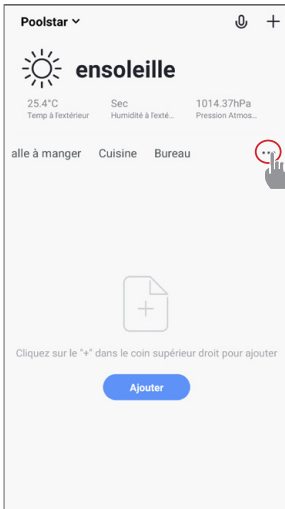 Poolstar
ensoleille
25.4°C Sec 1014.37hPa
Temp à l'extérieur Humidité à l'exté... Pression Atmos...
alle à manger Cuisine Bureau ...
Cliquez sur le "+" dans le coin supérieur droit pour ajouter
Ajouter